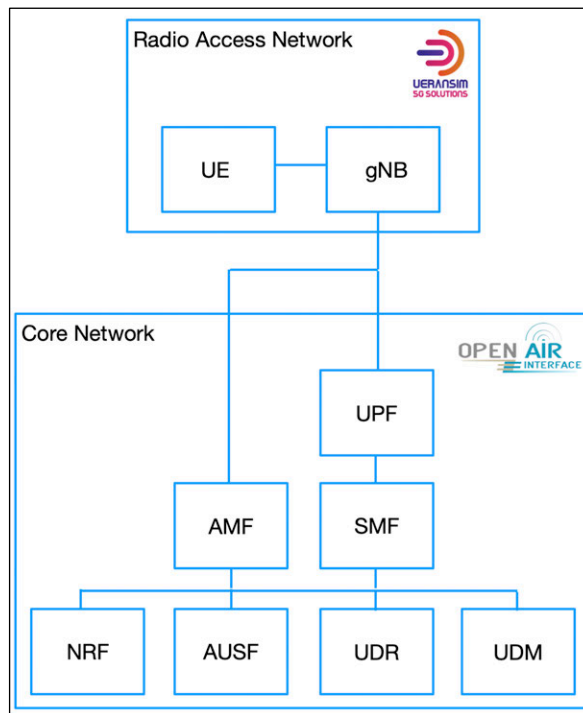 Radio Access Network
UERANSIM
5G SOLUTIONS
UE
gNB
Core Network
OPEN AIR
INTERFACE
UPF
AMF
SMF
NRF
AUSF
UDR
UDM